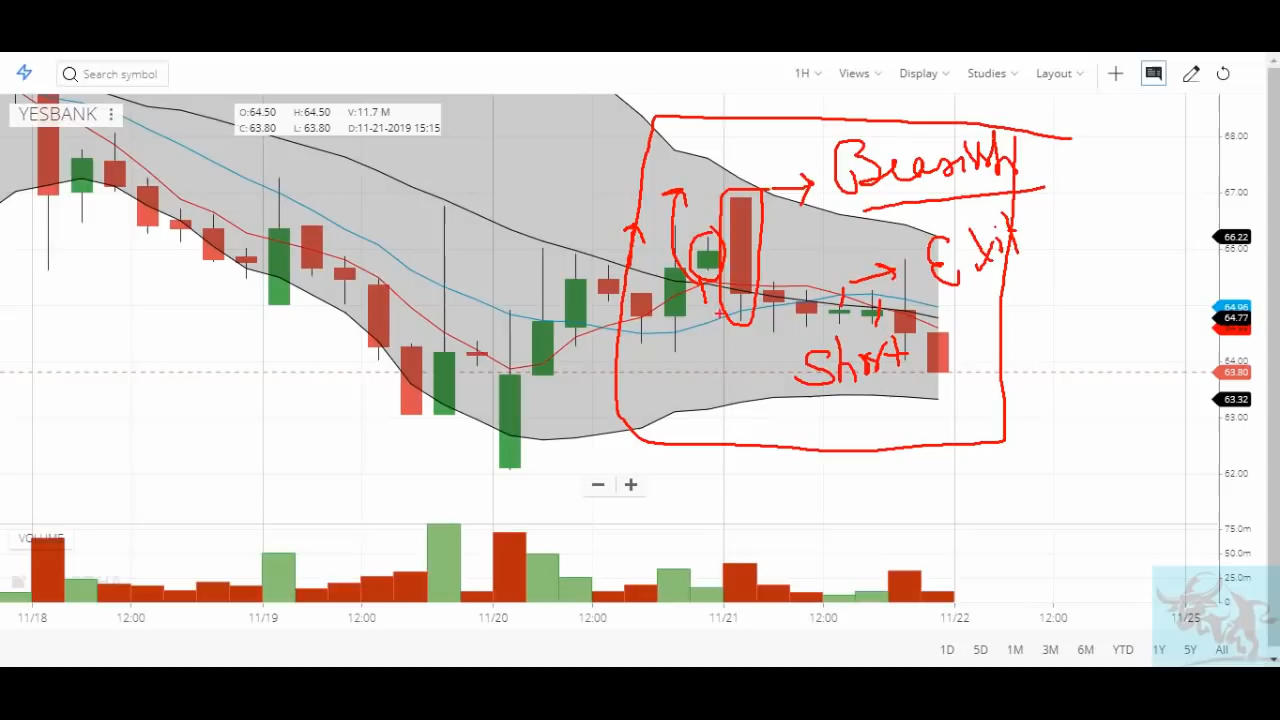 Search symbol
1H Views Display Studies Layout
YESBANK
O:64.50 H:64.50 V:11.7 M
C:63.80 L: 63.80 D:11-21-2019 15:15
68.00
67.00
66.22
66.00
Exit
64.96
64.77
Short
64.00
63.80
63.32
63.00
62.00
VOLUME
75.0m
50.0m
25.0m
0
11/18 12:00 11/19 12:00 11/20 12:00 11/21 12:00 11/22 12:00 11/25
1D 5D 1M 3M 6M YTD 1Y 5Y All